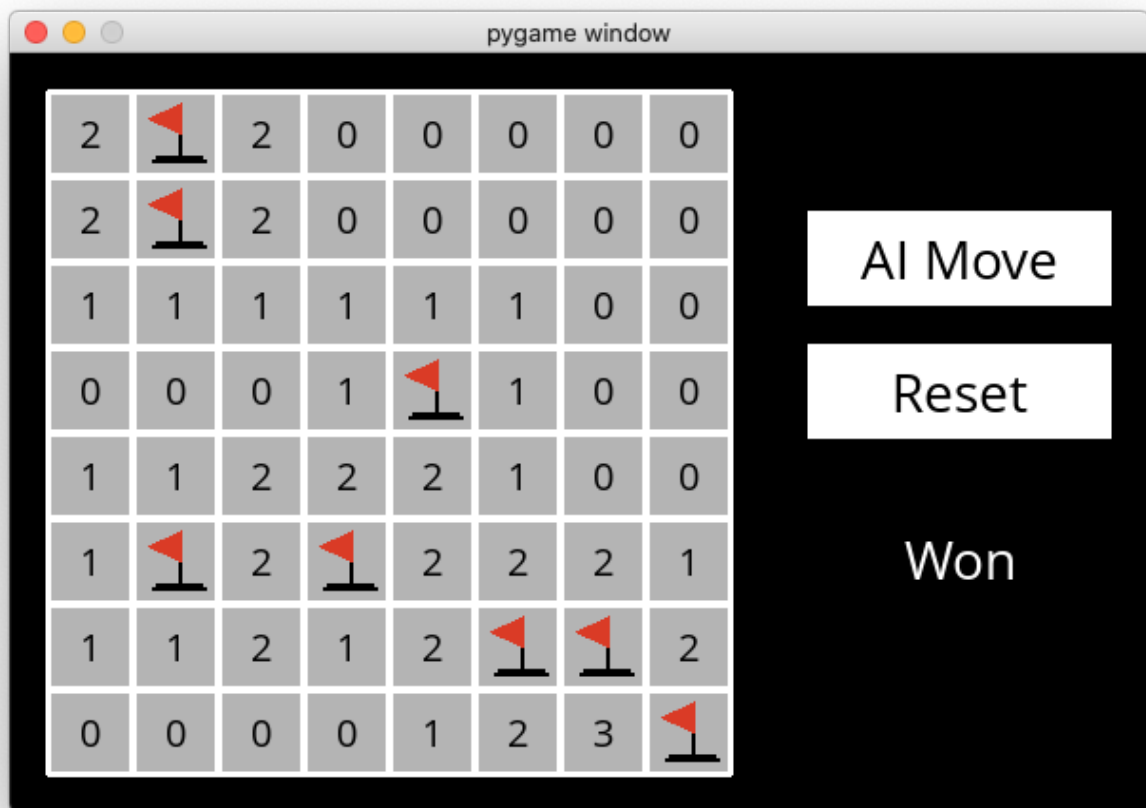 pygame window
2 2 0 0 0 0 0
2 2 0 0 0 0 0
1 1 1 1 1 1 0 0
0 0 0 1 1 0 0
1 1 2 2 2 1 0 0
1 2 2 2 2 1
1 1 2 1 2 2
0 0 0 0 1 2 3
AI Move
Reset
Won